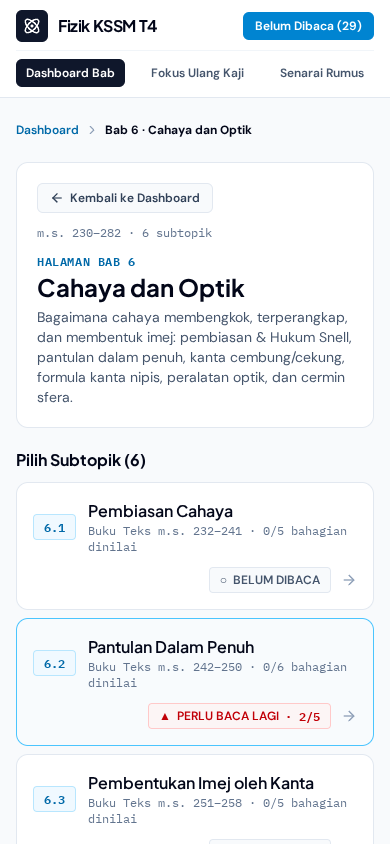 Fizik KSSM T4
Belum Dibaca (29)
Dashboard Bab
Fokus Ulang Kaji
Senarai Rumus
Dashboard > Bab 6 · Cahaya dan Optik
← Kembali ke Dashboard
m.s. 230–282 · 6 subtopik
HALAMAN BAB 6
Cahaya dan Optik
Bagaimana cahaya membengkok, terperangkap,
dan membentuk imej: pembiasan & Hukum Snell,
pantulan dalam penuh, kanta cembung/cekung,
formula kanta nipis, peralatan optik, dan cermin
sfera.
Pilih Subtopik (6)
6.1
Pembiasan Cahaya
Buku Teks m.s. 232–241 · 0/5 bahagian
dinilai
○ BELUM DIBACA →
6.2
Pantulan Dalam Penuh
Buku Teks m.s. 242–250 · 0/6 bahagian
dinilai
▲ PERLU BACA LAGI · 2/5 →
6.3
Pembentukan Imej oleh Kanta
Buku Teks m.s. 251–258 · 0/5 bahagian
dinilai